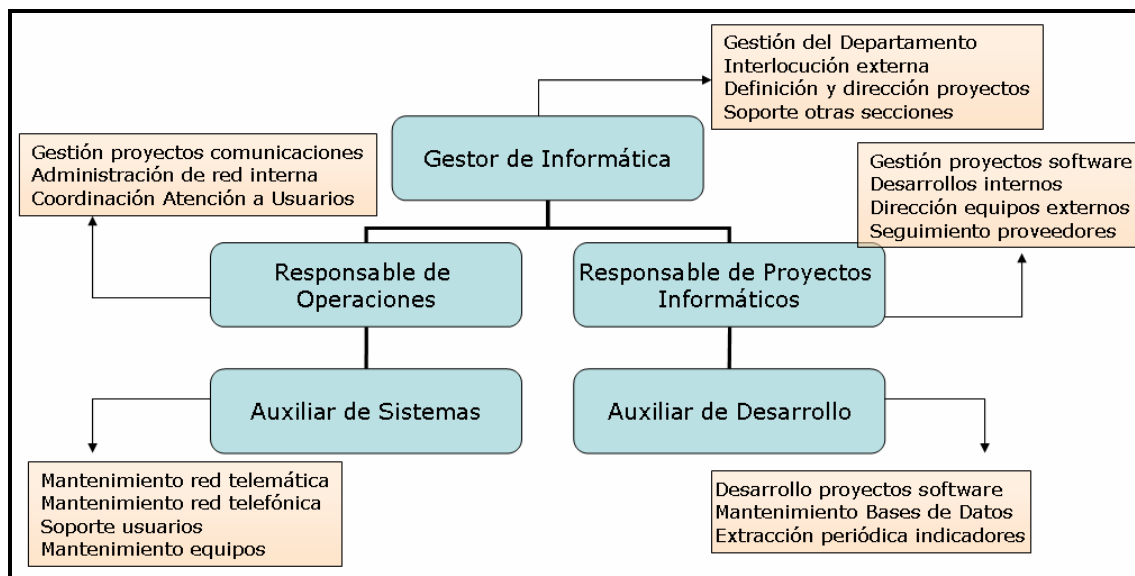 Gestión del Departamento
Interlocución externa
Definición y dirección proyectos
Soporte otras secciones
Gestor de Informática
Gestión proyectos comunicaciones
Administración de red interna
Coordinación Atención a Usuarios
Gestión proyectos software
Desarrollos internos
Dirección equipos externos
Seguimiento proveedores
Responsable de
Operaciones
Responsable de Proyectos
Informáticos
Auxiliar de Sistemas
Auxiliar de Desarrollo
Mantenimiento red telemática
Mantenimiento red telefónica
Soporte usuarios
Mantenimiento equipos
Desarrollo proyectos software
Mantenimiento Bases de Datos
Extracción periódica indicadores